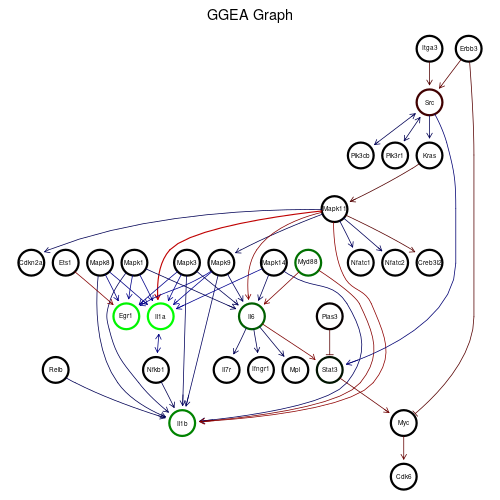 GGEA Graph
Itga3
Erbb3
Src
Pik3cb
Pik3r1
Kras
Mapk11
Cdkn2a
Ets1
Mapk8
Mapk1
Mapk3
Mapk9
Mapk14
Myd88
Nfatc1
Nfatc2
Creb3l2
Egr1
Il1a
Il6
Pias3
Relb
Nfkb1
Il7r
Ifngr1
Mpl
Stat3
Il1b
Myc
Cdk6